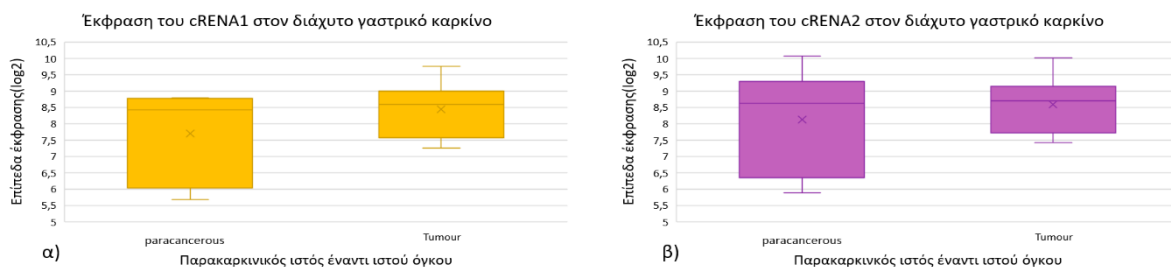 Έκφραση του cRENA1 στον διάχυτο γαστρικό καρκίνο
Επίπεδα έκφρασης(log2)
10,5
10
9,5
9
8,5
8
7,5
7
6,5
6
5,5
5
paracancerous
Tumour
α)
Παρακαρκινικός ιστός έναντι ιστού όγκου
Έκφραση του cRENA2 στον διάχυτο γαστρικό καρκίνο
Επίπεδα έκφρασης(log2)
10,5
10
9,5
9
8,5
8
7,5
7
6,5
6
5,5
5
paracancerous
Tumour
β)
Παρακαρκινικός ιστός έναντι ιστού όγκου